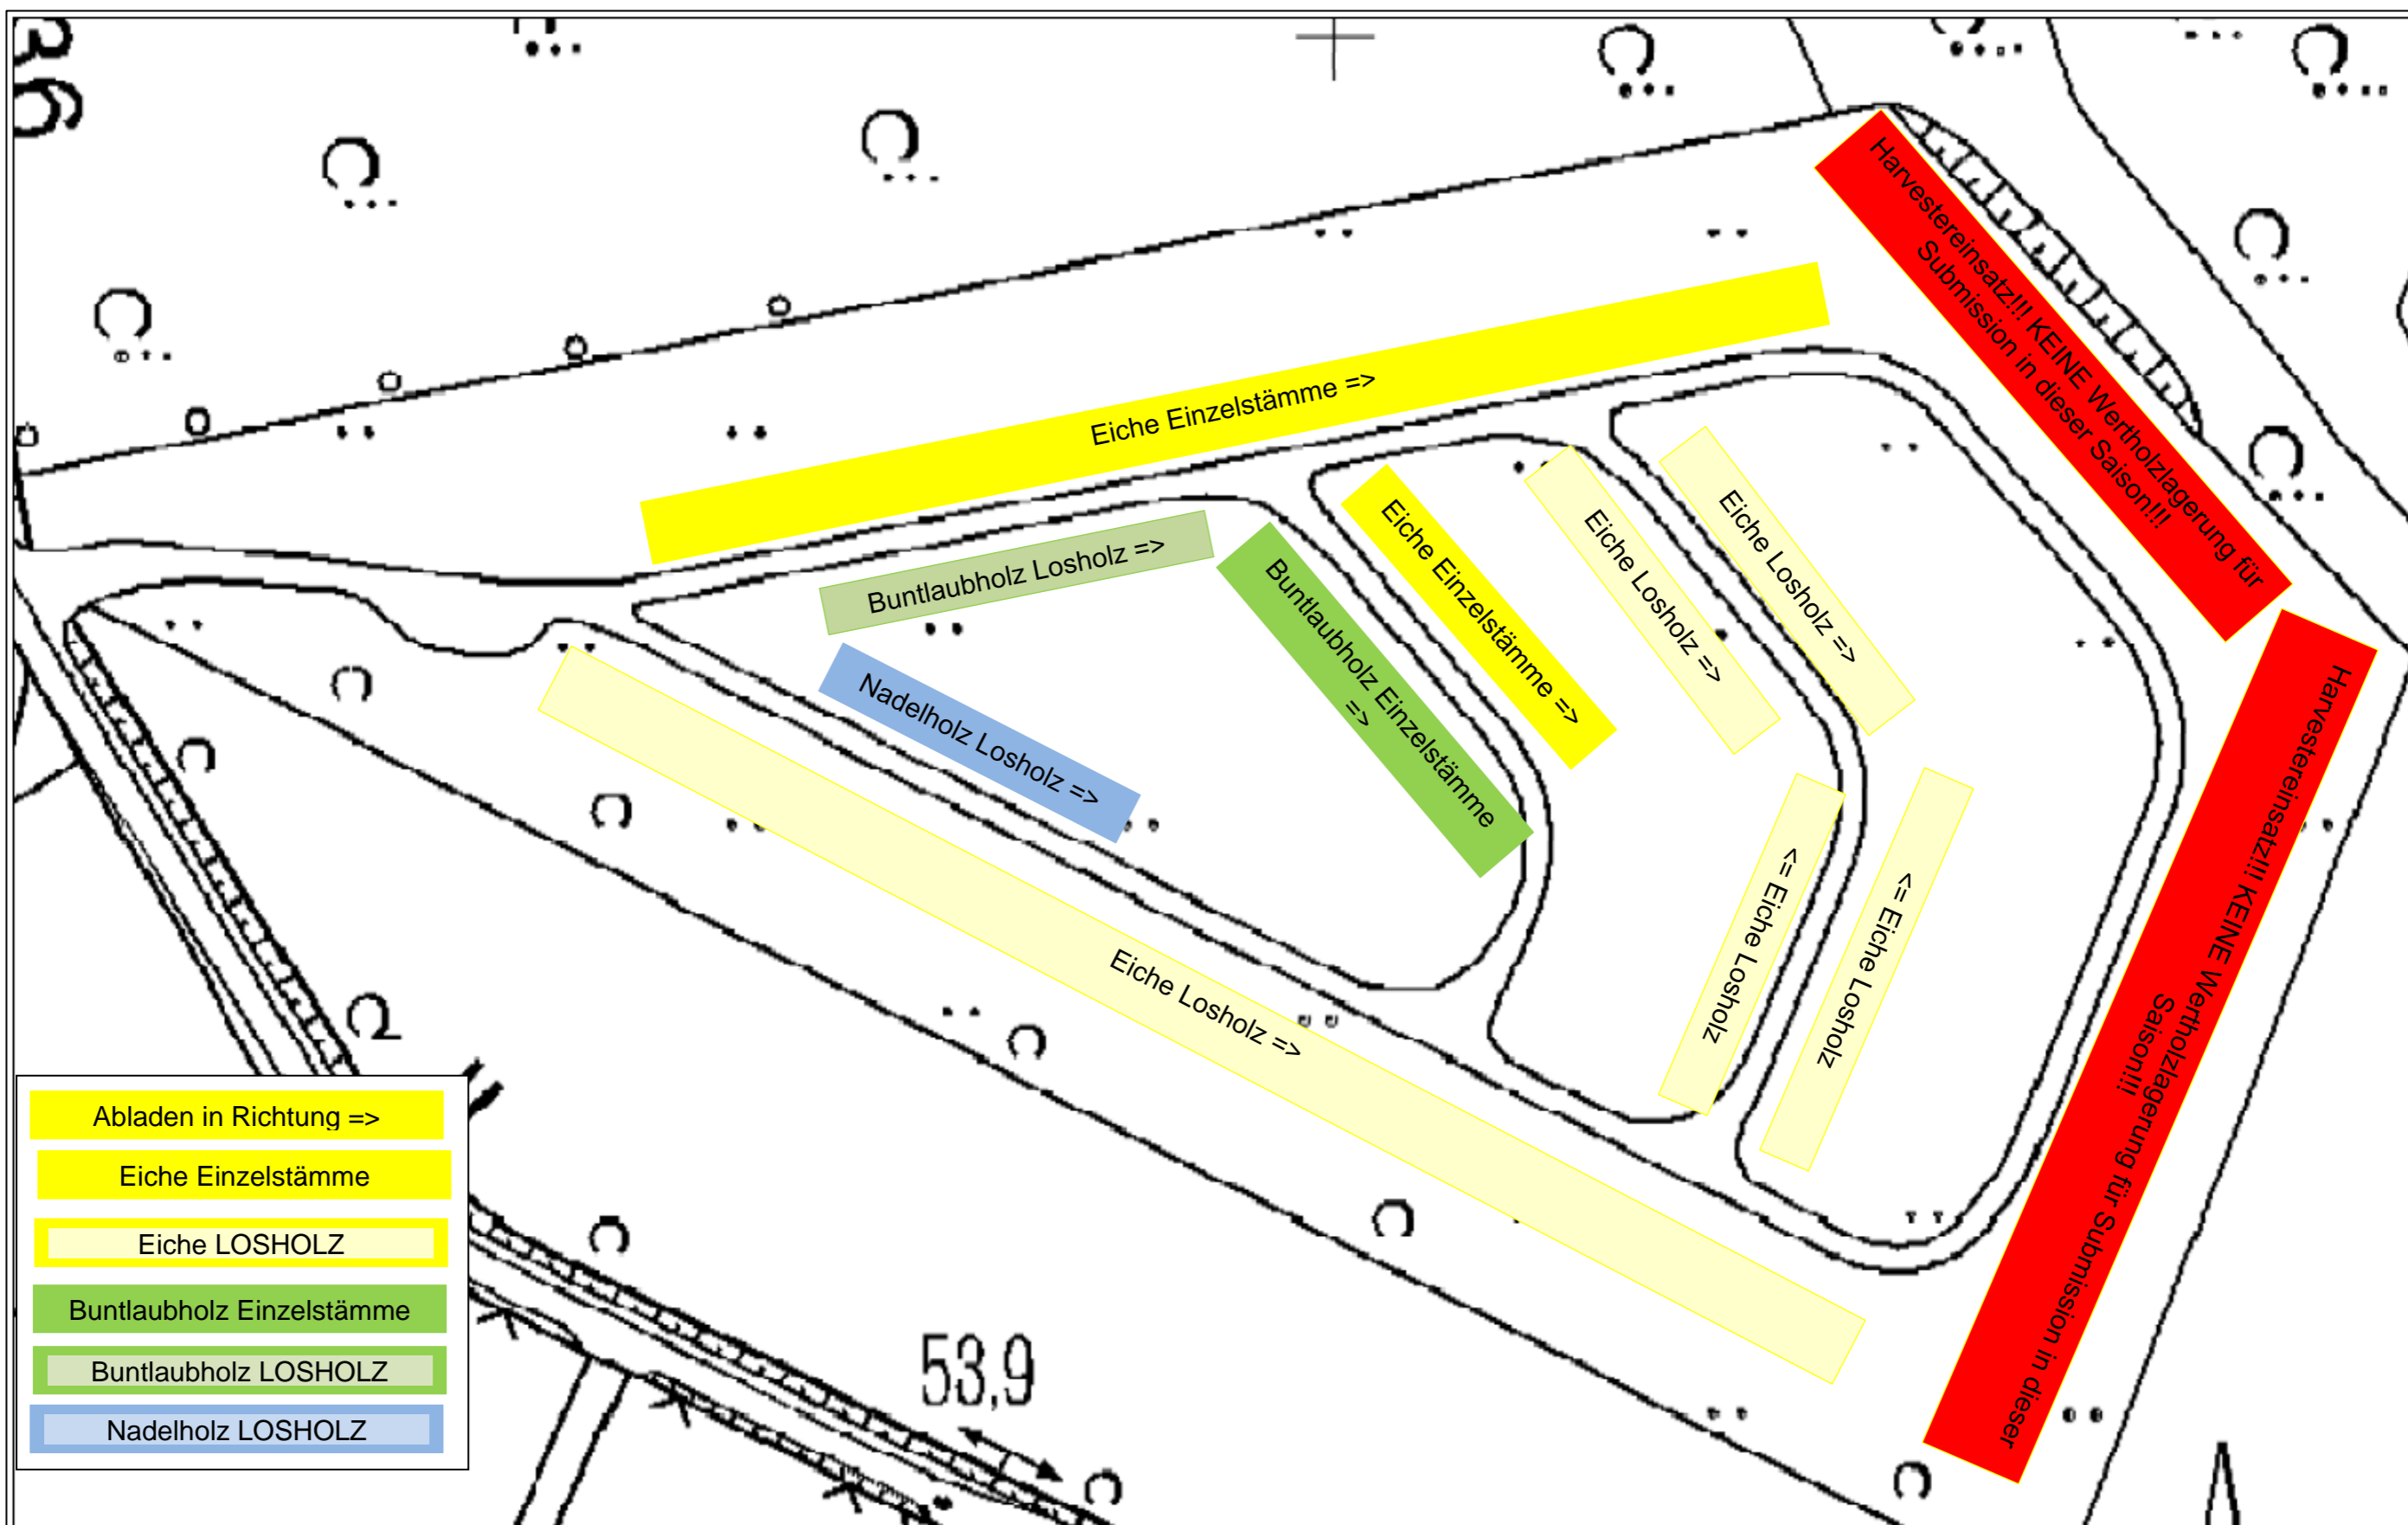 Harvestereinsatz!!! KEINE Wertholzlagerung für
Submission in dieser Saison!!!
Eiche Einzelstämme =>
Buntlaubholz Losholz =>
Buntlaubholz Einzelstämme
=>
Eiche Einzelstämme =>
Eiche Losholz =>
Eiche Losholz =>
Nadelholz Losholz =>
Eiche Losholz =>
<= Eiche Losholz
<= Eiche Losholz
Harvestereinsatz!!! KEINE Wertholzlagerung für Submission in dieser
Saison!!!
Abladen in Richtung =>
Eiche Einzelstämme
Eiche LOSHOLZ
Buntlaubholz Einzelstämme
Buntlaubholz LOSHOLZ
Nadelholz LOSHOLZ
53,9